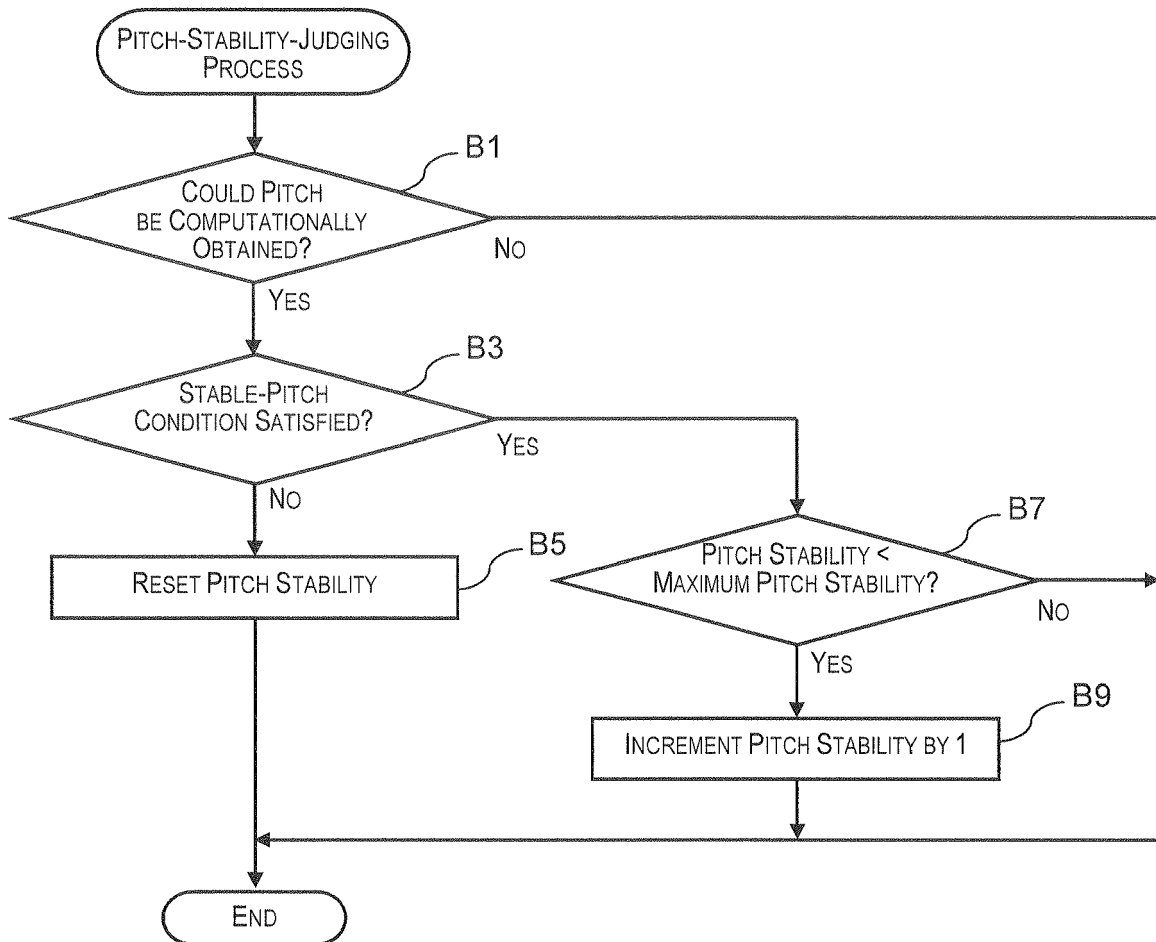 PITCH-STABILITY-JUDGING
PROCESS
B1
COULD PITCH
BE COMPUTATIONALLY
OBTAINED?
NO
YES
B3
STABLE-PITCH
CONDITION SATISFIED?
YES
NO
B5
RESET PITCH STABILITY
B7
PITCH STABILITY <
MAXIMUM PITCH STABILITY?
NO
YES
B9
INCREMENT PITCH STABILITY BY 1
END